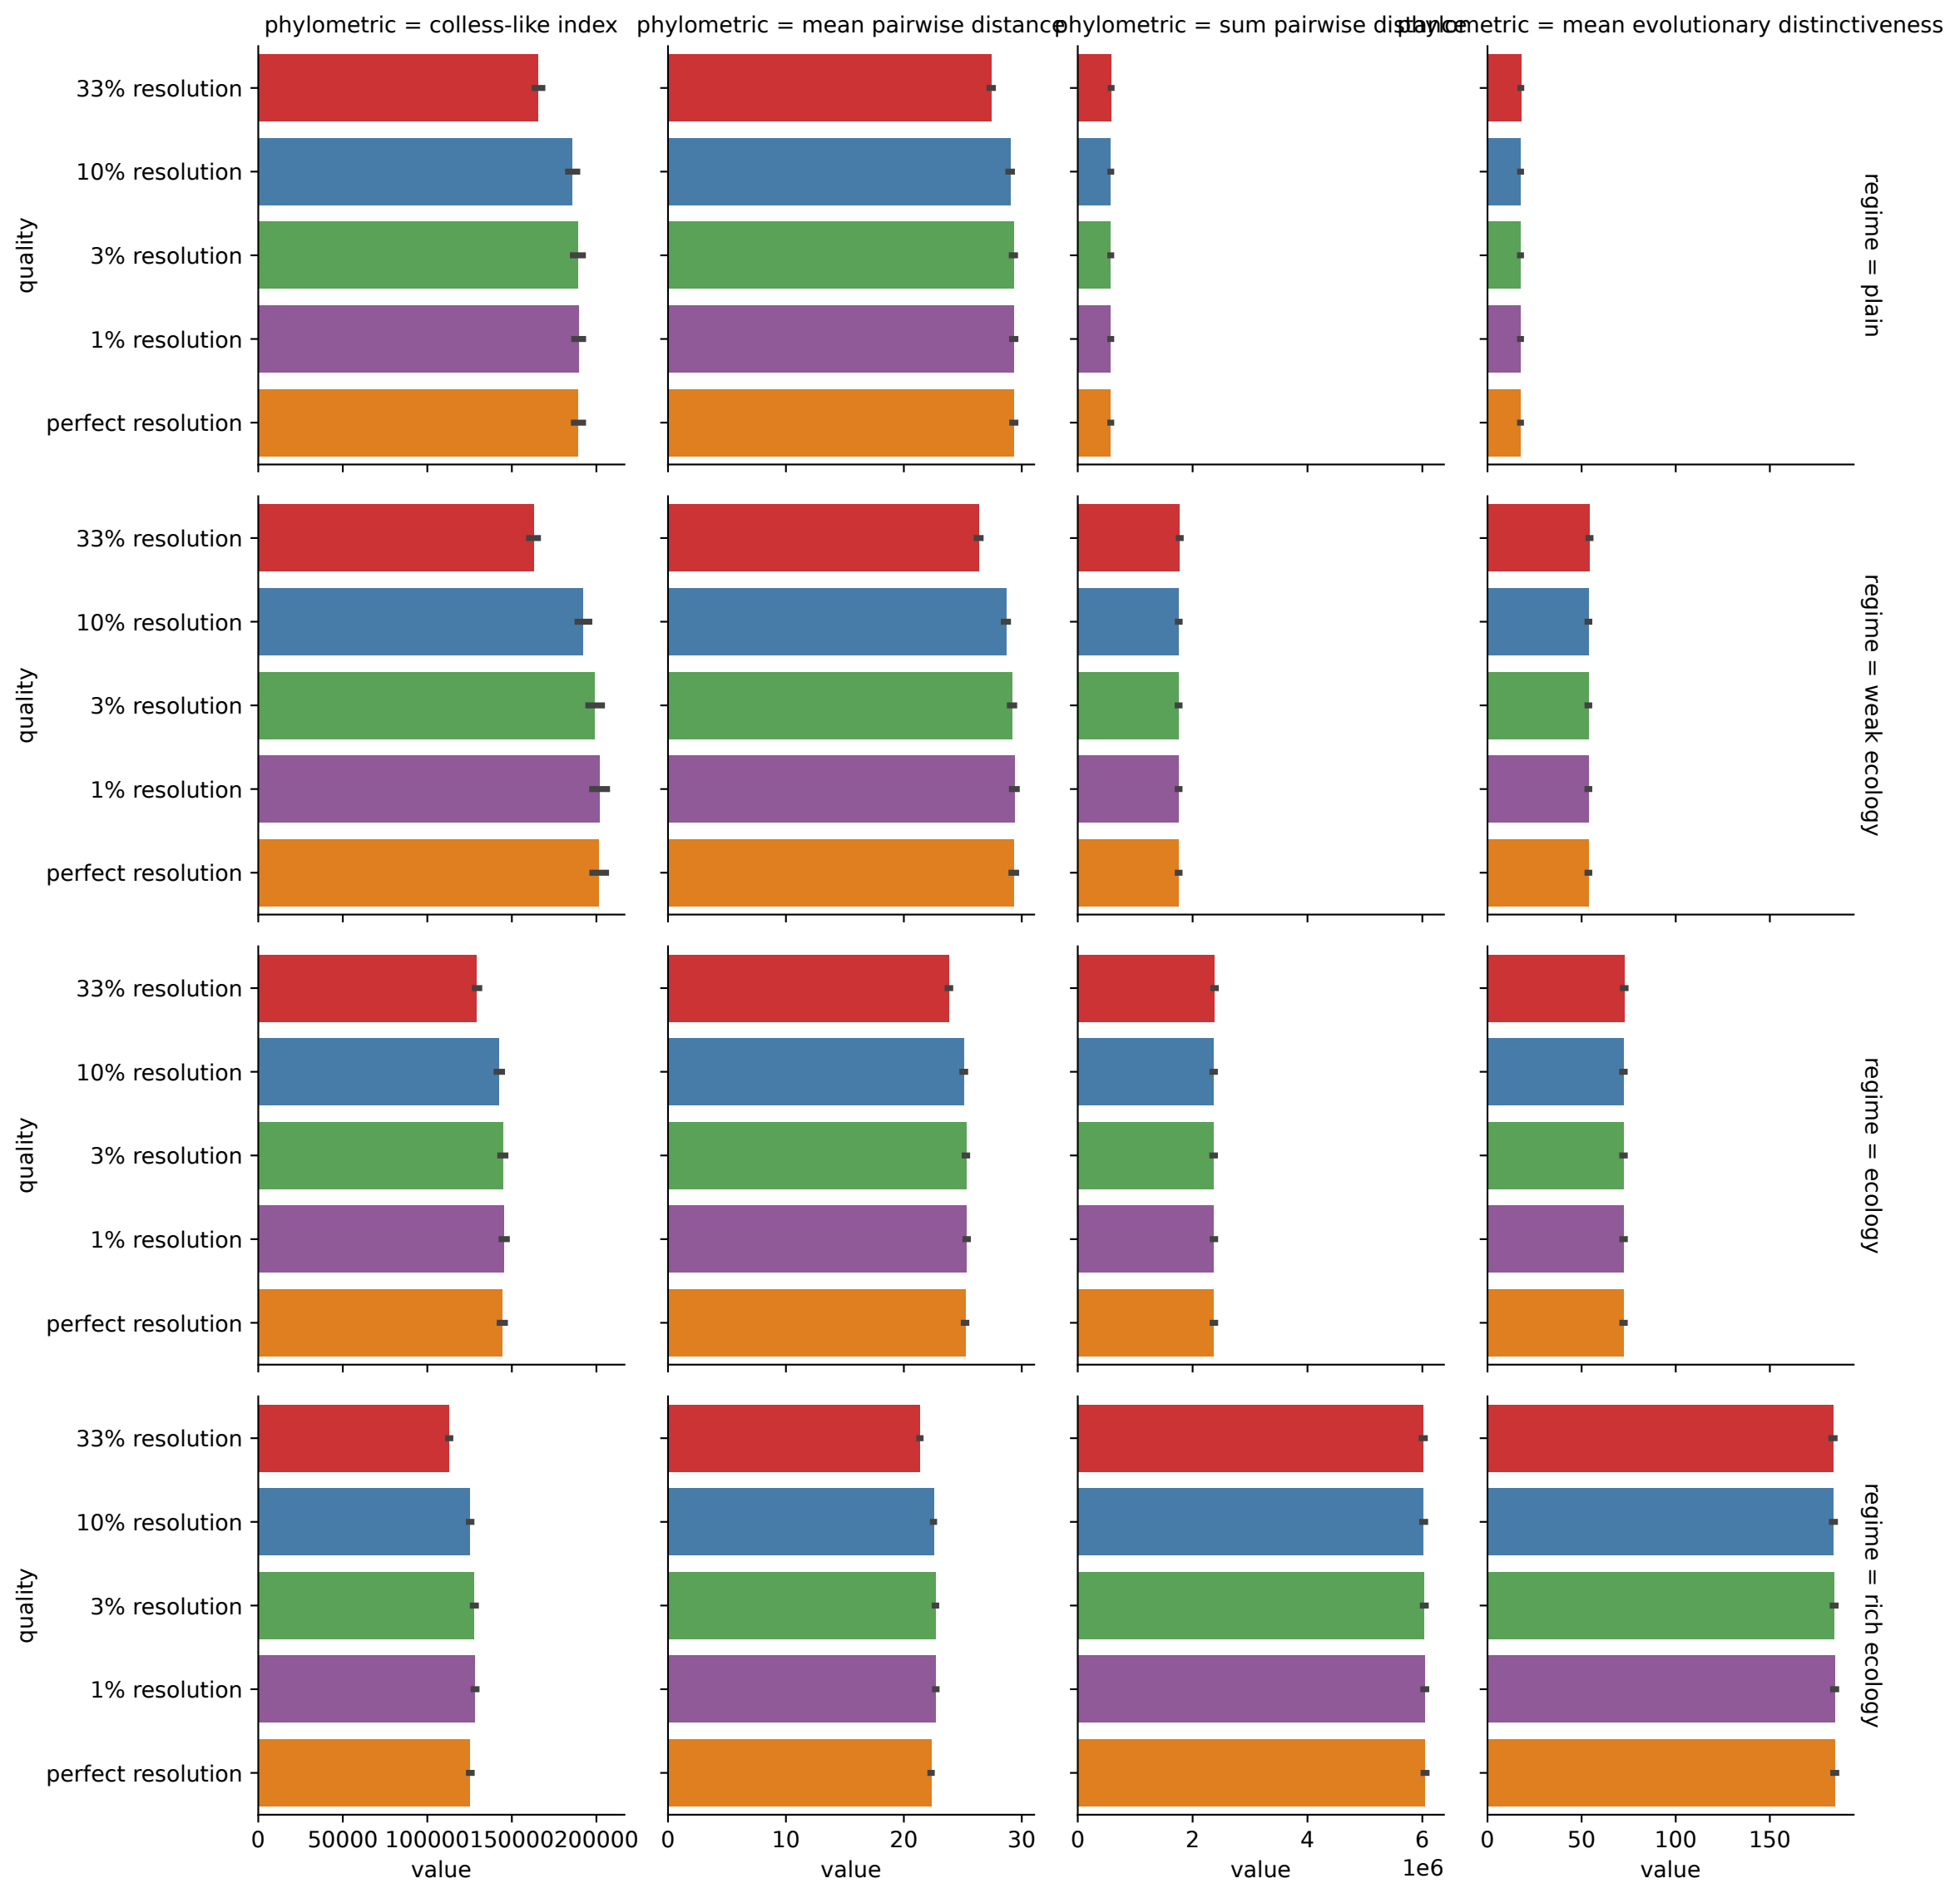 phylometric = colless-like index
phylometric = mean pairwise distance
phylometric = sum pairwise distance
phylometric = mean evolutionary distinctiveness
quality
33% resolution
10% resolution
3% resolution
1% resolution
perfect resolution
regime = plain
quality
33% resolution
10% resolution
3% resolution
1% resolution
perfect resolution
regime = weak ecology
quality
33% resolution
10% resolution
3% resolution
1% resolution
perfect resolution
regime = ecology
quality
33% resolution
10% resolution
3% resolution
1% resolution
perfect resolution
regime = rich ecology
0 50000 100000 150000 200000
value
0 10 20 30
value
0 2 4 6
1e6
value
0 50 100 150
value